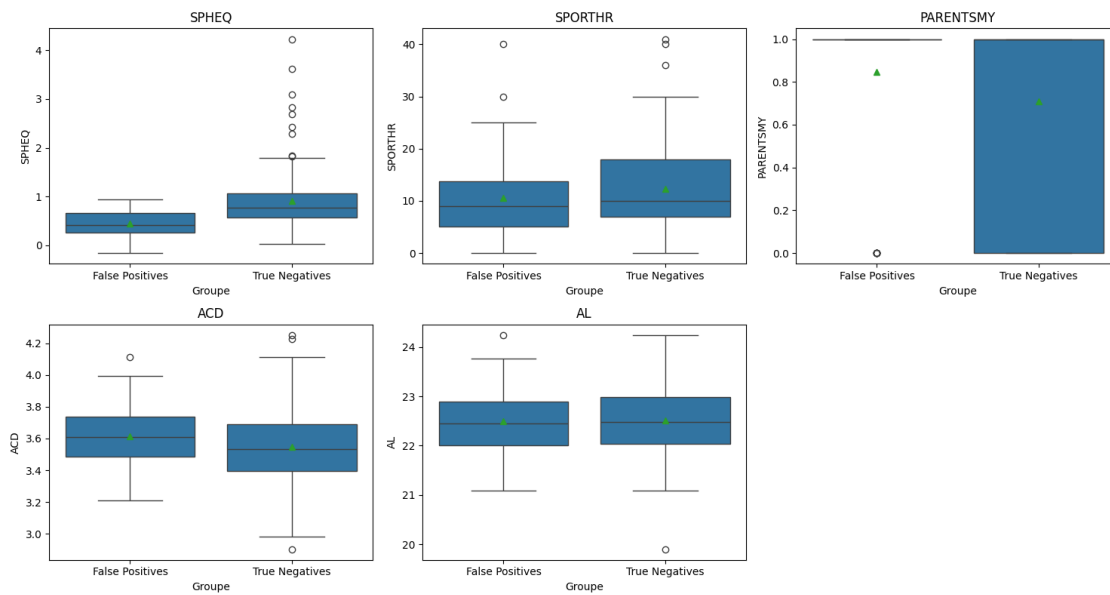 SPHEQ
SPHEQ
4
3
2
1
0
False Positives
True Negatives
Groupe
SPORTHR
SPORTHR
40
30
20
10
0
False Positives
True Negatives
Groupe
PARENTSMY
PARENTSMY
1.0
0.8
0.6
0.4
0.2
0.0
False Positives
True Negatives
Groupe
ACD
ACD
4.2
4.0
3.8
3.6
3.4
3.2
3.0
False Positives
True Negatives
Groupe
AL
AL
24
23
22
21
20
False Positives
True Negatives
Groupe